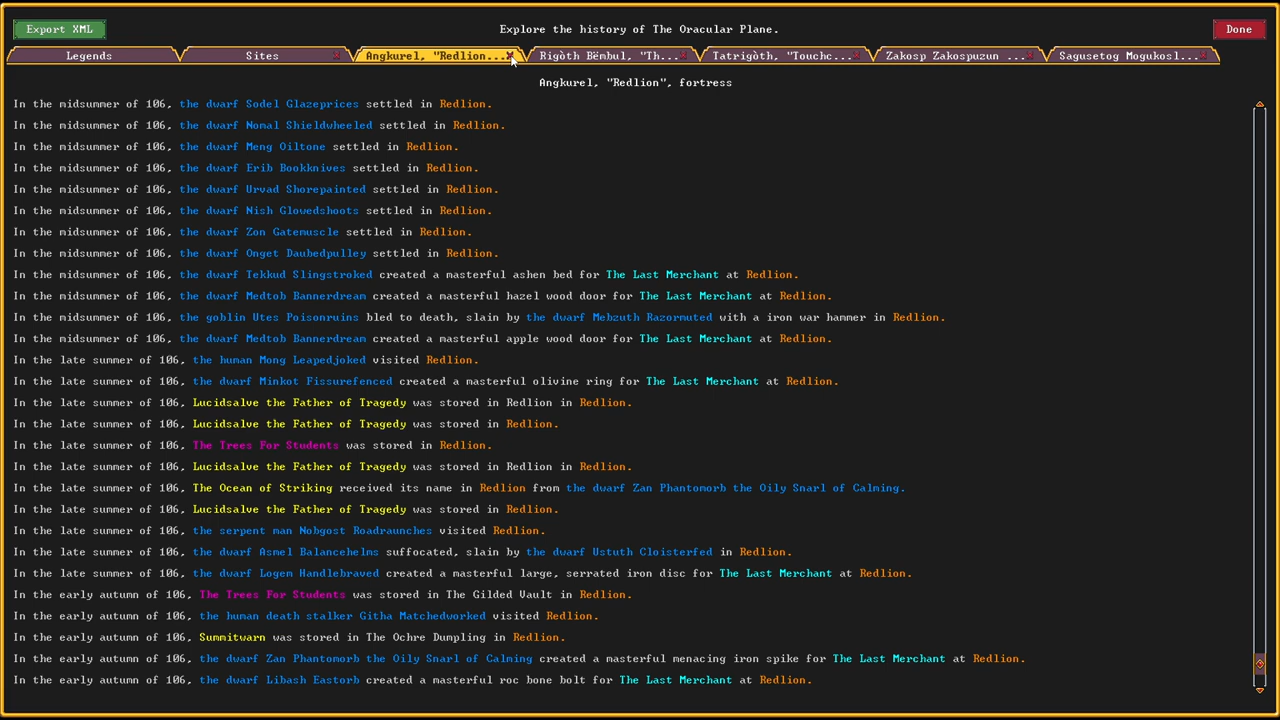 Export XML
Explore the history of The Oracular Plane.
Done
Legends
Sites
Angkurel, "Redlion...
Rigòth Bëmbul, "Th...
Tatrigòth, "Touchc...
Zakosp Zakospuzun ...
Sagusetog Mogukosl...
Angkurel, "Redlion", fortress
In the midsummer of 106, the dwarf Sodel Glazeprices settled in Redlion.
In the midsummer of 106, the dwarf Nomal Shieldwheeled settled in Redlion.
In the midsummer of 106, the dwarf Meng Oiltone settled in Redlion.
In the midsummer of 106, the dwarf Erib Bookknives settled in Redlion.
In the midsummer of 106, the dwarf Urvad Shorepainted settled in Redlion.
In the midsummer of 106, the dwarf Nish Glowedshoots settled in Redlion.
In the midsummer of 106, the dwarf Zon Gatemuscle settled in Redlion.
In the midsummer of 106, the dwarf Onget Daubedpulley settled in Redlion.
In the midsummer of 106, the dwarf Tekkud Slingstroked created a masterful ashen bed for The Last Merchant at Redlion.
In the midsummer of 106, the dwarf Medtob Bannerdream created a masterful hazel wood door for The Last Merchant at Redlion.
In the midsummer of 106, the goblin Utes Poisonruins bled to death, slain by the dwarf Mebzuth Razormuted with a iron war hammer in Redlion.
In the midsummer of 106, the dwarf Medtob Bannerdream created a masterful apple wood door for The Last Merchant at Redlion.
In the late summer of 106, the human Mong Leapedjoked visited Redlion.
In the late summer of 106, the dwarf Minkot Fissurefenced created a masterful olivine ring for The Last Merchant at Redlion.
In the late summer of 106, Lucidsalve the Father of Tragedy was stored in Redlion in Redlion.
In the late summer of 106, Lucidsalve the Father of Tragedy was stored in Redlion.
In the late summer of 106, The Trees For Students was stored in Redlion.
In the late summer of 106, Lucidsalve the Father of Tragedy was stored in Redlion in Redlion.
In the late summer of 106, The Ocean of Striking received its name in Redlion from the dwarf Zan Phantomorb the Oily Snarl of Calming.
In the late summer of 106, Lucidsalve the Father of Tragedy was stored in Redlion.
In the late summer of 106, the serpent man Nobgost Roadraunches visited Redlion.
In the late summer of 106, the dwarf Asmel Balancehelms suffocated, slain by the dwarf Ustuth Cloisterfed in Redlion.
In the late summer of 106, the dwarf Logem Handlebraved created a masterful large, serrated iron disc for The Last Merchant at Redlion.
In the early autumn of 106, The Trees For Students was stored in The Gilded Vault in Redlion.
In the early autumn of 106, the human death stalker Githa Matchedworked visited Redlion.
In the early autumn of 106, Summitwarn was stored in The Ochre Dumpling in Redlion.
In the early autumn of 106, the dwarf Zan Phantomorb the Oily Snarl of Calming created a masterful menacing iron spike for The Last Merchant at Redlion.
In the early autumn of 106, the dwarf Libash Eastorb created a masterful roc bone bolt for The Last Merchant at Redlion.